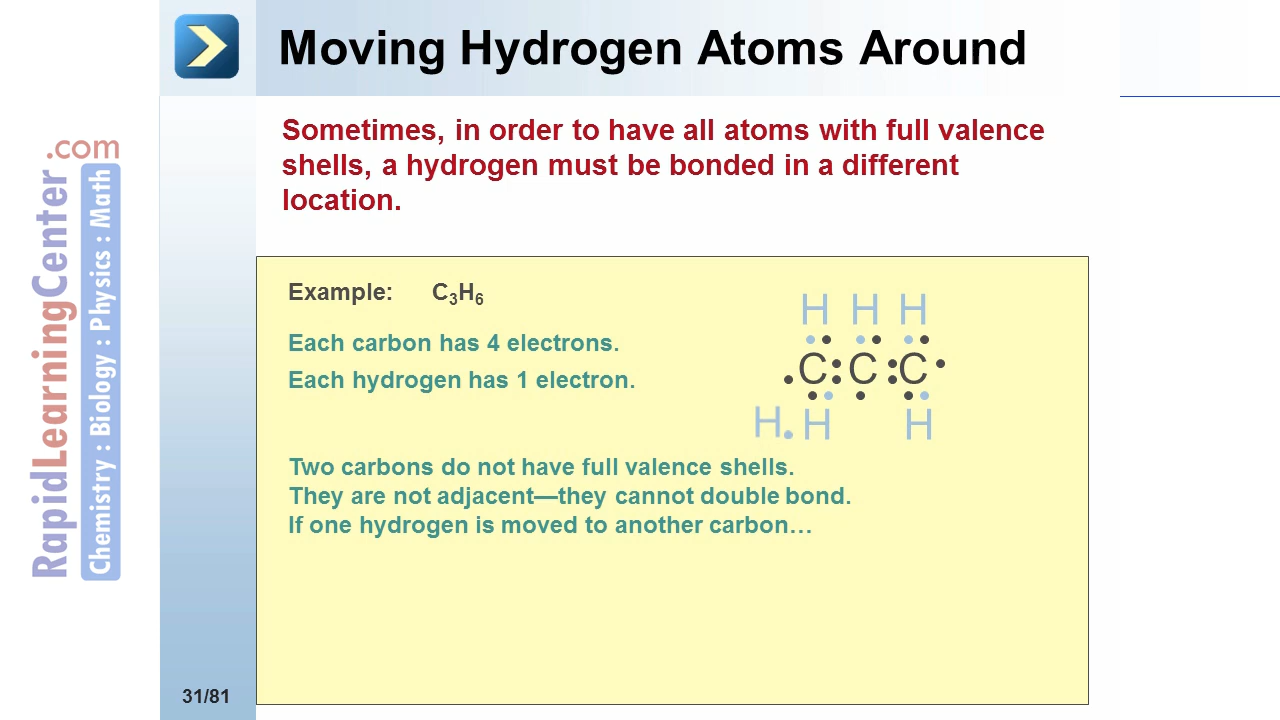 Moving Hydrogen Atoms Around
Sometimes, in order to have all atoms with full valence
shells, a hydrogen must be bonded in a different
location.
Example: C₃H₆
Each carbon has 4 electrons.
Each hydrogen has 1 electron.
H H H
C C C
H H H
Two carbons do not have full valence shells.
They are not adjacent—they cannot double bond.
If one hydrogen is moved to another carbon…
RapidLearningCenter.com
Chemistry : Biology : Physics : Math
31/81